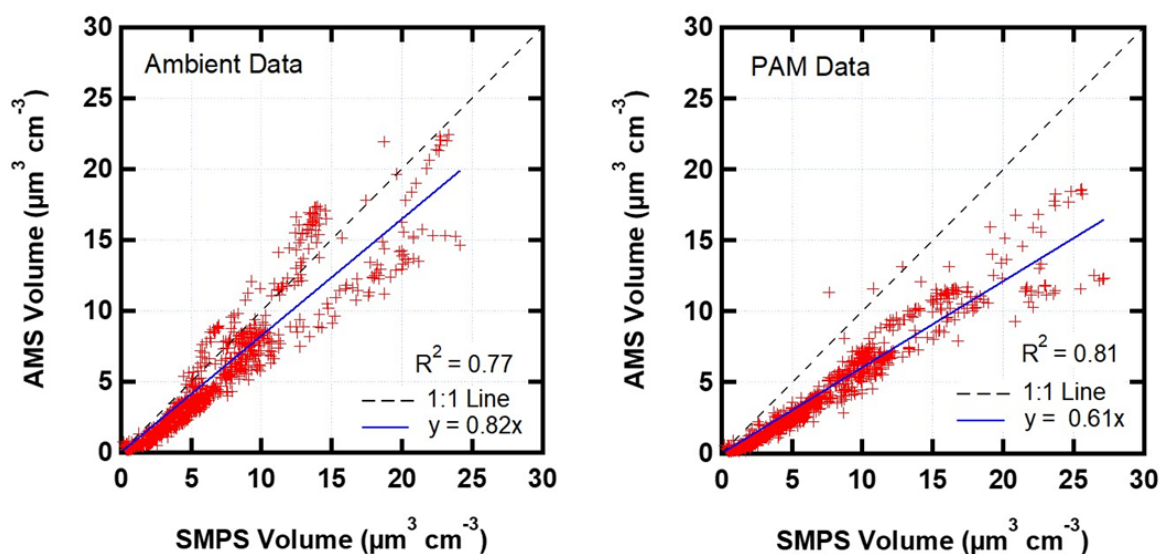 Ambient Data
AMS Volume (µm³ cm⁻³)
30
25
20
15
10
5
0
R² = 0.77
1:1 Line
y = 0.82x
0 5 10 15 20 25 30
SMPS Volume (µm³ cm⁻³)
PAM Data
AMS Volume (µm³ cm⁻³)
30
25
20
15
10
5
0
R² = 0.81
1:1 Line
y = 0.61x
0 5 10 15 20 25 30
SMPS Volume (µm³ cm⁻³)